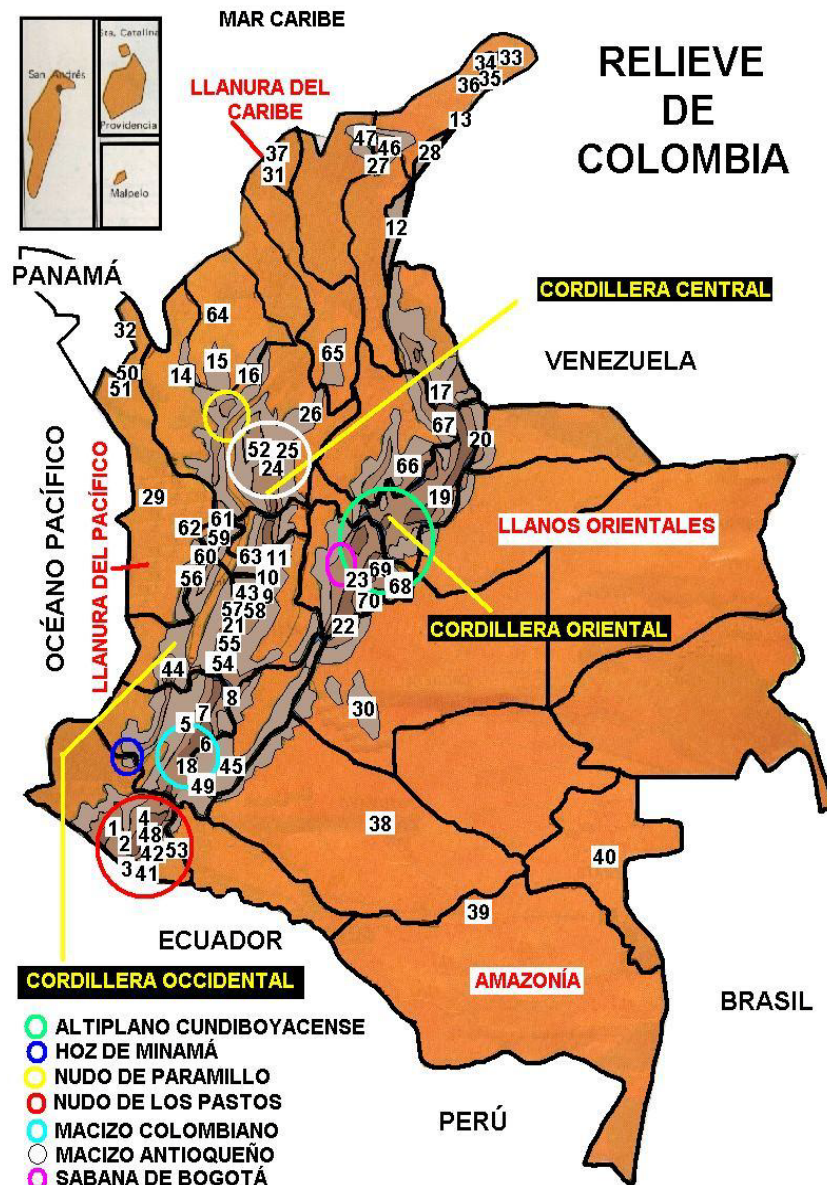 MAR CARIBE
RELIEVE
DE
COLOMBIA
Sta. Catalina
San Andrés
Providencia
Malpelo
LLANURA DEL
CARIBE
33
34
35
36
13
47
46
37
27
28
31
12
PANAMÁ
CORDILLERA CENTRAL
64
32
65
VENEZUELA
15
50
14
16
51
17
26
67
20
52
25
66
24
29
19
OCÉANO PACÍFICO
LLANURA DEL PACÍFICO
LLANOS ORIENTALES
61
62
59
60
63
11
69
56
10
23
68
43
9
70
57
58
21
22
CORDILLERA ORIENTAL
55
54
44
8
30
7
5
6
18
45
49
4
1
48
38
2
42
53
40
3
41
39
ECUADOR
CORDILLERA OCCIDENTAL
AMAZONÍA
BRASIL
ALTIPLANO CUNDIBOYACENSE
HOZ DE MINAMÁ
NUDO DE PARAMILLO
NUDO DE LOS PASTOS
PERÚ
MACIZO COLOMBIANO
MACIZO ANTIOQUEÑO
SABANA DE BOGOTÁ